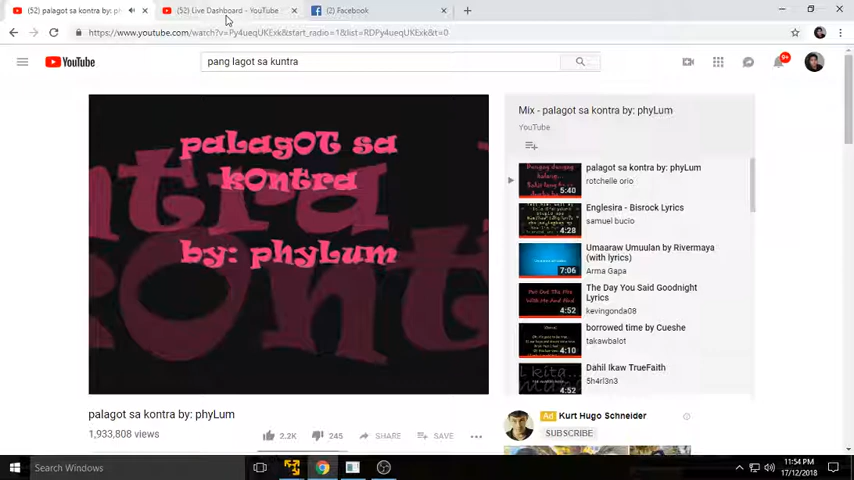 (52) palagot sa kontra by: ph
(52) Live Dashboard - YouTube
(2) Facebook
https://www.youtube.com/watch?v=Py4ueqUKExk&start_radio=1&list=RDPy4ueqUKExk&t=0
YouTube
pang lagot sa kuntra
9+
palagOT sa
kOntra
by: phyLum
Mix - palagot sa kontra by: phyLum
YouTube
palagot sa kontra by: phyLum
rotchelle orio
5:40
Englesira - Bisrock Lyrics
samuel bucio
4:28
Umaaraw Umuulan by Rivermaya
(with lyrics)
Arma Gapa
7:06
The Day You Said Goodnight
Lyrics
kevingonda08
4:52
borrowed time by Cueshe
takawbalot
4:10
Dahil Ikaw TrueFaith
5h4rl3n3
4:52
palagot sa kontra by: phyLum
1,933,808 views
2.2K
245
SHARE
SAVE
Ad
Kurt Hugo Schneider
SUBSCRIBE
Search Windows
11:54 PM
17/12/2018